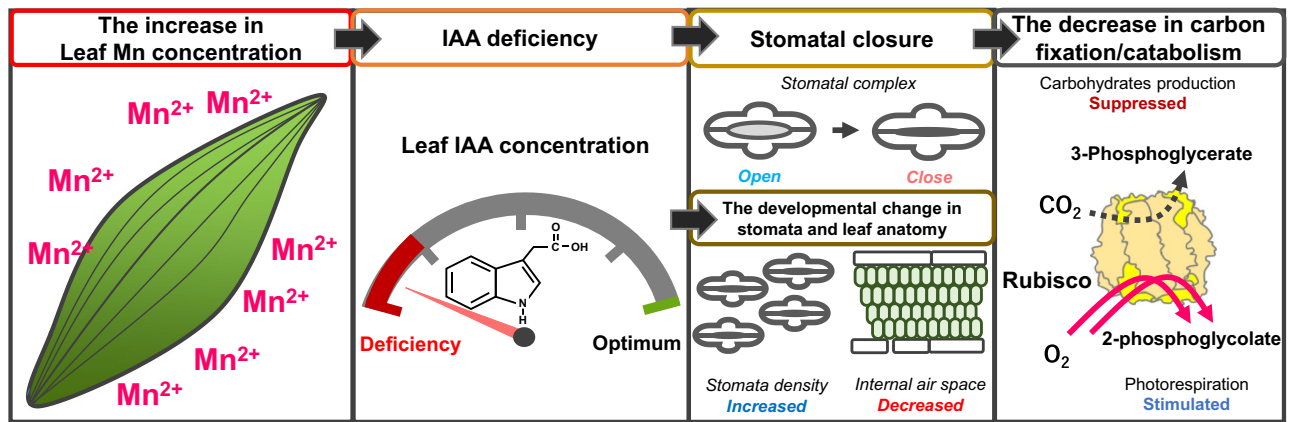 The increase in
Leaf Mn concentration
Mn2+
Mn2+
Mn2+
Mn2+
Mn2+
Mn2+
Mn2+
Mn2+
IAA deficiency
Leaf IAA concentration
O
C
OH
N
H
Deficiency
Optimum
Stomatal closure
Stomatal complex
Open
Close
The developmental change in
stomata and leaf anatomy
Stomata density
Increased
Internal air space
Decreased
The decrease in carbon
fixation/catabolism
Carbohydrates production
Suppressed
3-Phosphoglycerate
CO2
Rubisco
2-phosphoglycolate
O2
Photorespiration
Stimulated